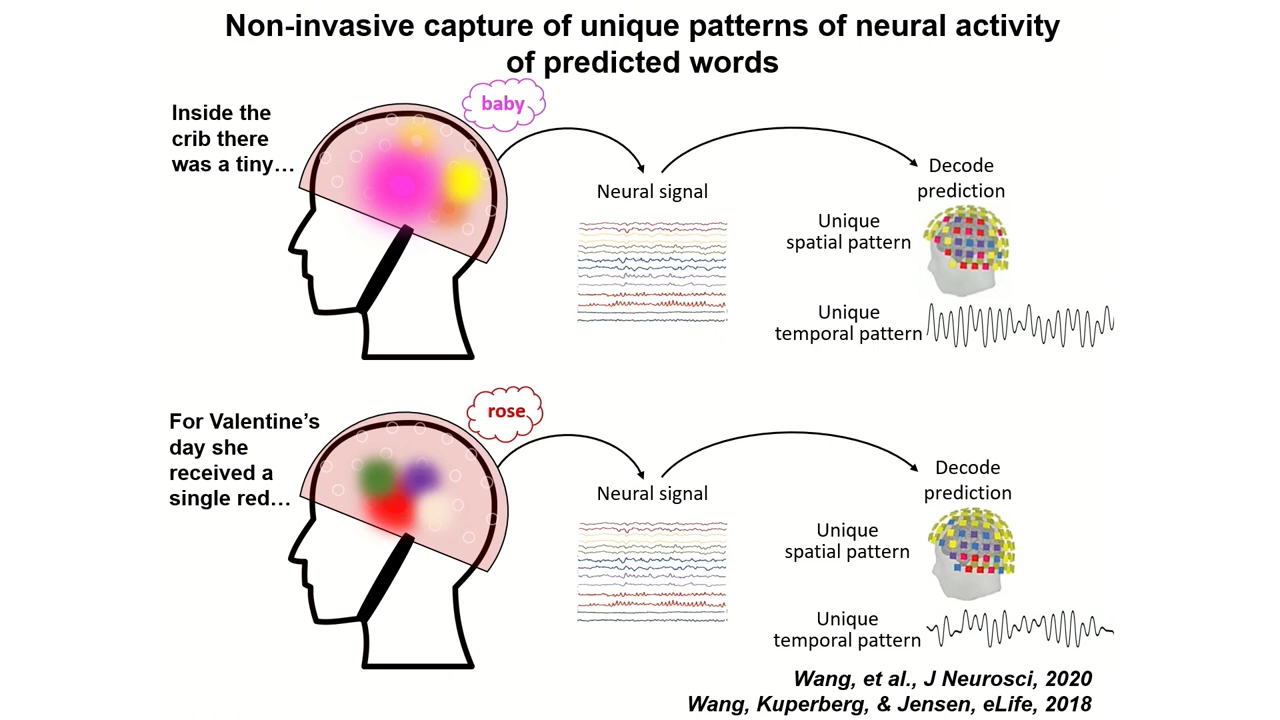 Non-invasive capture of unique patterns of neural activity
of predicted words
Inside the
crib there
was a tiny…
baby
Neural signal
Decode
prediction
Unique
spatial pattern
Unique
temporal pattern
For Valentine’s
day she
received a
single red…
rose
Neural signal
Decode
prediction
Unique
spatial pattern
Unique
temporal pattern
Wang, et al., J Neurosci, 2020
Wang, Kuperberg, & Jensen, eLife, 2018